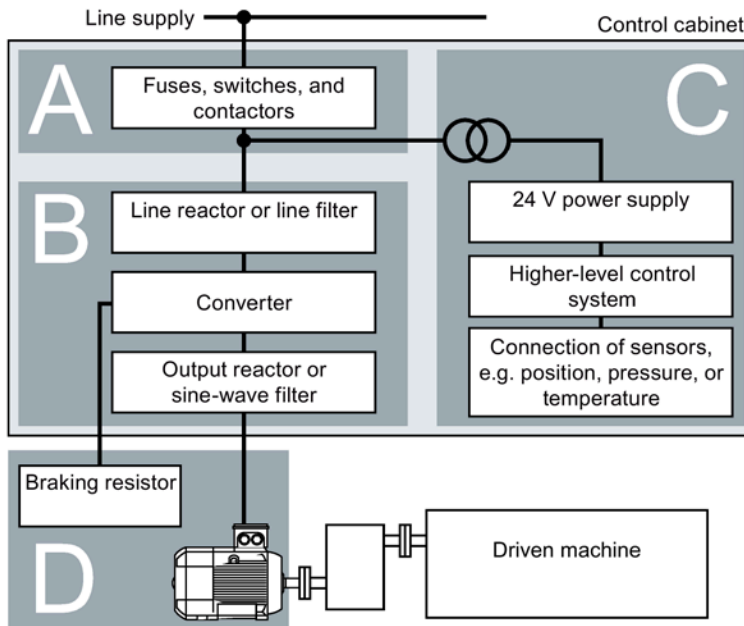 Line supply
Control cabinet
A
Fuses, switches, and
contactors
C
B
Line reactor or line filter
Converter
Output reactor or
sine-wave filter
24 V power supply
Higher-level control
system
Connection of sensors,
e.g. position, pressure, or
temperature
Braking resistor
D
Driven machine